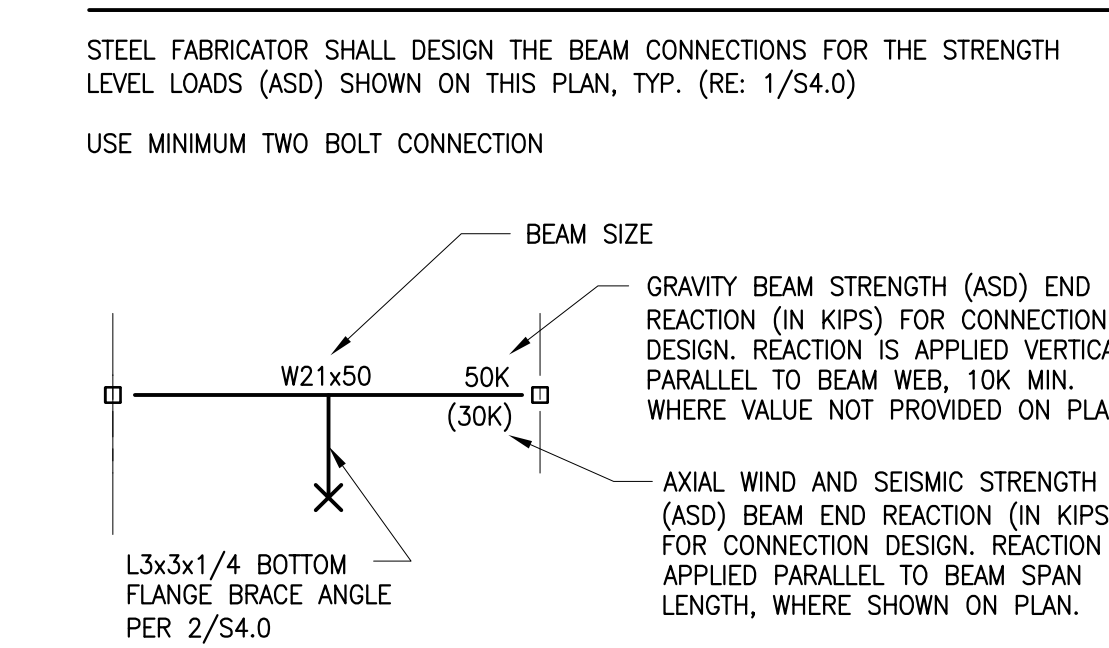 STEEL FABRICATOR SHALL DESIGN THE BEAM CONNECTIONS FOR THE STRENGTH
LEVEL LOADS (ASD) SHOWN ON THIS PLAN, TYP. (RE: 1/S4.0)
USE MINIMUM TWO BOLT CONNECTION
BEAM SIZE
GRAVITY BEAM STRENGTH (ASD) END
REACTION (IN KIPS) FOR CONNECTION
DESIGN. REACTION IS APPLIED
PARALLEL TO BEAM WEB, 10K MIN.
WHERE VALUE NOT PROVIDED ON
W21x50
50K
(30K)
AXIAL WIND AND SEISMIC STRENGTH
(ASD) BEAM END REACTION (IN KIPS
FOR CONNECTION DESIGN. REACTION
APPLIED PARALLEL TO BEAM SPAN
LENGTH, WHERE SHOWN ON PLAN.
L3x3x1/4 BOTTOM
FLANGE BRACE ANGLE
PER 2/S4.0